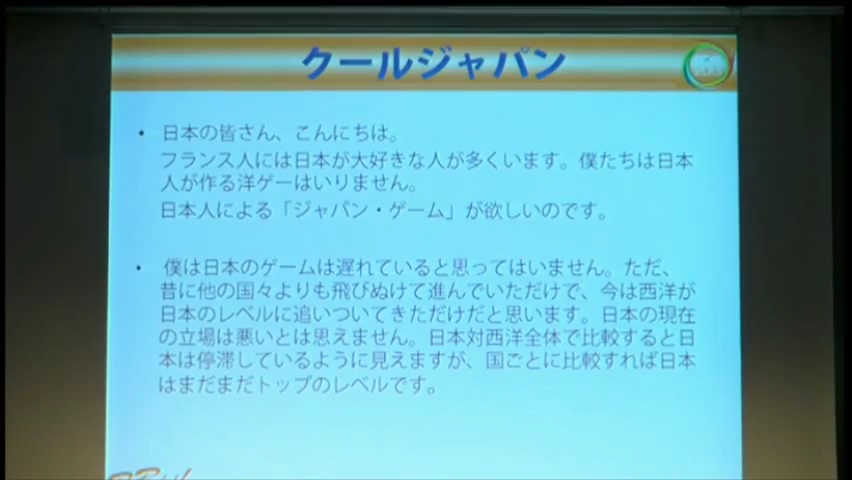 クールジャパン
• 日本の皆さん、こんにちは。
フランス人には日本が大好きな人が多くいます。僕たちは日本
人が作る洋ゲーはいりません。
日本人による「ジャパン・ゲーム」が欲しいのです。
• 僕は日本のゲームは遅れていると思ってはいません。ただ、
昔に他の国々よりも飛びぬけて進んでいただけで、今は西洋が
日本のレベルに追いついてきただけだと思います。日本の現在
の立場は悪いとは思えません。日本対西洋全体で比較すると日
本は停滞しているように見えますが、国ごとに比較すれば日本
はまだまだトップのレベルです。